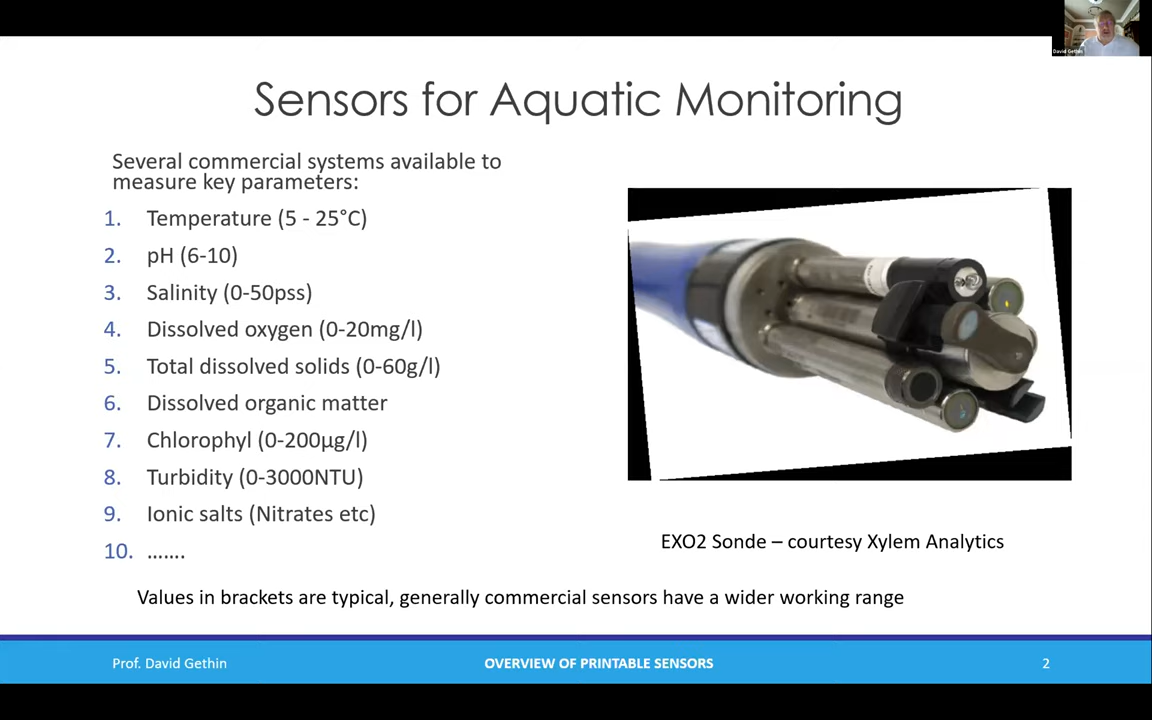 David Gethin
Sensors for Aquatic Monitoring
Several commercial systems available to
measure key parameters:
1. Temperature (5 - 25°C)
2. pH (6-10)
3. Salinity (0-50pss)
4. Dissolved oxygen (0-20mg/l)
5. Total dissolved solids (0-60g/l)
6. Dissolved organic matter
7. Chlorophyl (0-200µg/l)
8. Turbidity (0-3000NTU)
9. Ionic salts (Nitrates etc)
10. …….
EXO2 Sonde – courtesy Xylem Analytics
Values in brackets are typical, generally commercial sensors have a wider working range
Prof. David Gethin
OVERVIEW OF PRINTABLE SENSORS
2